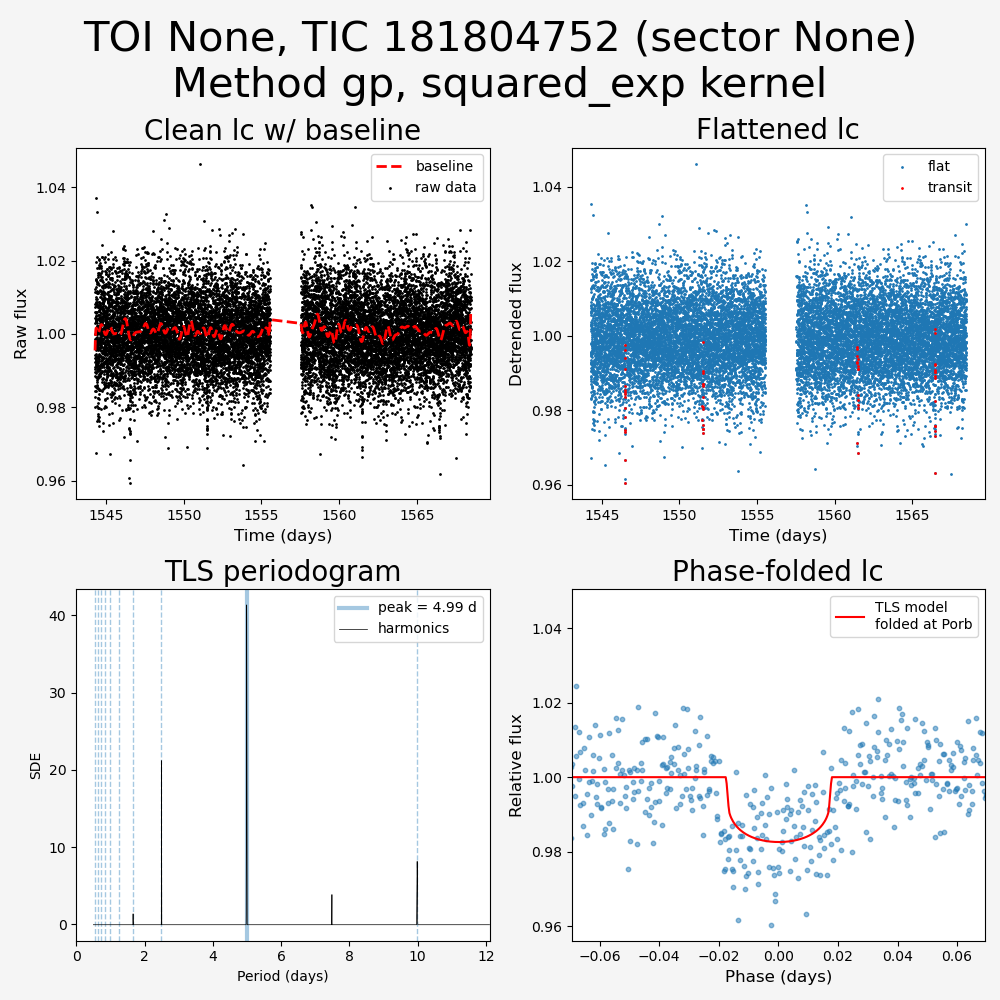 TOI None, TIC 181804752 (sector None)
Method gp, squared_exp kernel
Clean lc w/ baseline
Raw flux
1.04
1.02
1.00
0.98
0.96
baseline
raw data
1545
1550
1555
1560
1565
Time (days)
Flattened lc
Detrended flux
1.04
1.02
1.00
0.98
0.96
flat
transit
1545
1550
1555
1560
1565
Time (days)
TLS periodogram
SDE
40
30
20
10
0
peak = 4.99 d
harmonics
0
2
4
6
8
10
12
Period (days)
Phase-folded lc
Relative flux
1.04
1.02
1.00
0.98
0.96
TLS model
folded at Porb
−0.06
−0.04
−0.02
0.00
0.02
0.04
0.06
Phase (days)